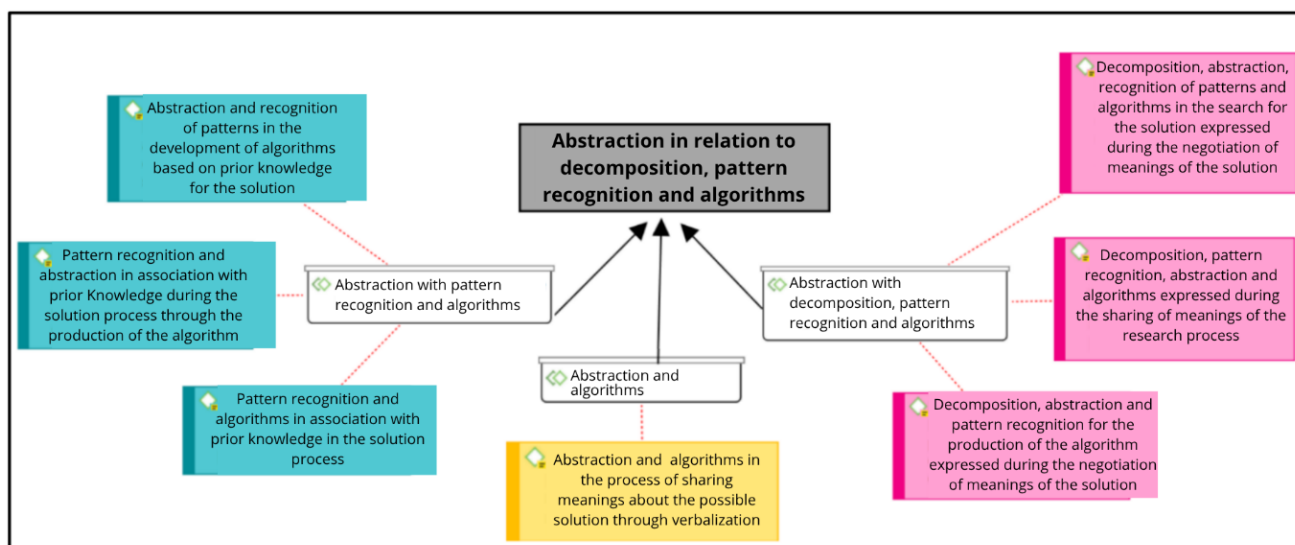 Abstraction in relation to
decomposition, pattern
recognition and algorithms
Abstraction and recognition
of patterns in the
development of algorithms
based on prior knowledge
for the solution
Pattern recognition and
abstraction in association with
prior Knowledge during the
solution process through the
production of the algorithm
Pattern recognition and
algorithms in association with
prior knowledge in the solution
process
Abstraction with pattern
recognition and algorithms
Abstraction and
algorithms
Abstraction and algorithms in
the process of sharing
meanings about the possible
solution through verbalization
Abstraction with
decomposition, pattern
recognition and algorithms
Decomposition, abstraction,
recognition of patterns and
algorithms in the search for
the solution expressed
during the negotiation of
meanings of the solution
Decomposition, pattern
recognition, abstraction and
algorithms expressed during
the sharing of meanings of the
research process
Decomposition, abstraction and
pattern recognition for the
production of the algorithm
expressed during the negotiation
of meanings of the solution